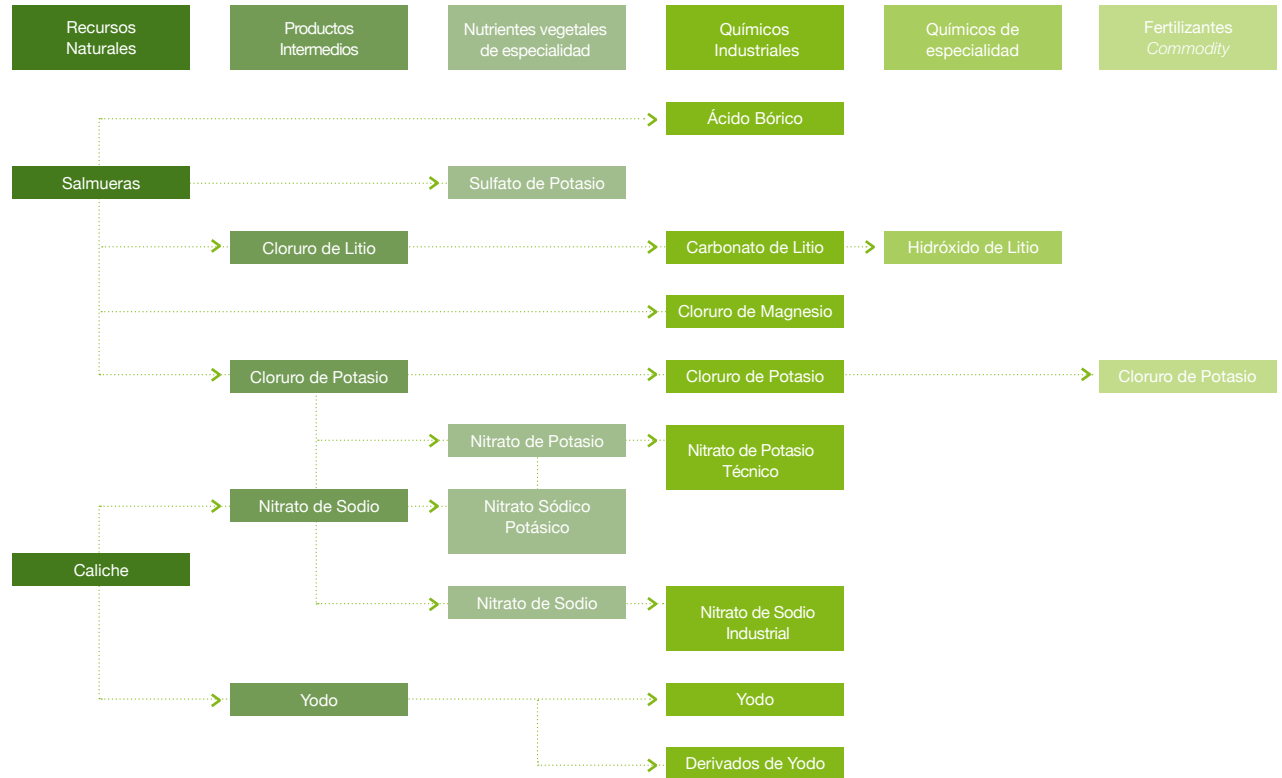 Recursos
Naturales
Productos
Intermedios
Nutrientes vegetales
de especialidad
Químicos
Industriales
Químicos de
especialidad
Fertilizantes
Commodity
Ácido Bórico
Salmueras
Sulfato de Potasio
Cloruro de Litio
Carbonato de Litio
Hidróxido de Litio
Cloruro de Magnesio
Cloruro de Potasio
Cloruro de Potasio
Cloruro de Potasio
Nitrato de Potasio
Nitrato de Potasio
Técnico
Nitrato de Sodio
Nitrato Sódico
Potásico
Caliche
Nitrato de Sodio
Nitrato de Sodio
Industrial
Yodo
Yodo
Derivados de Yodo